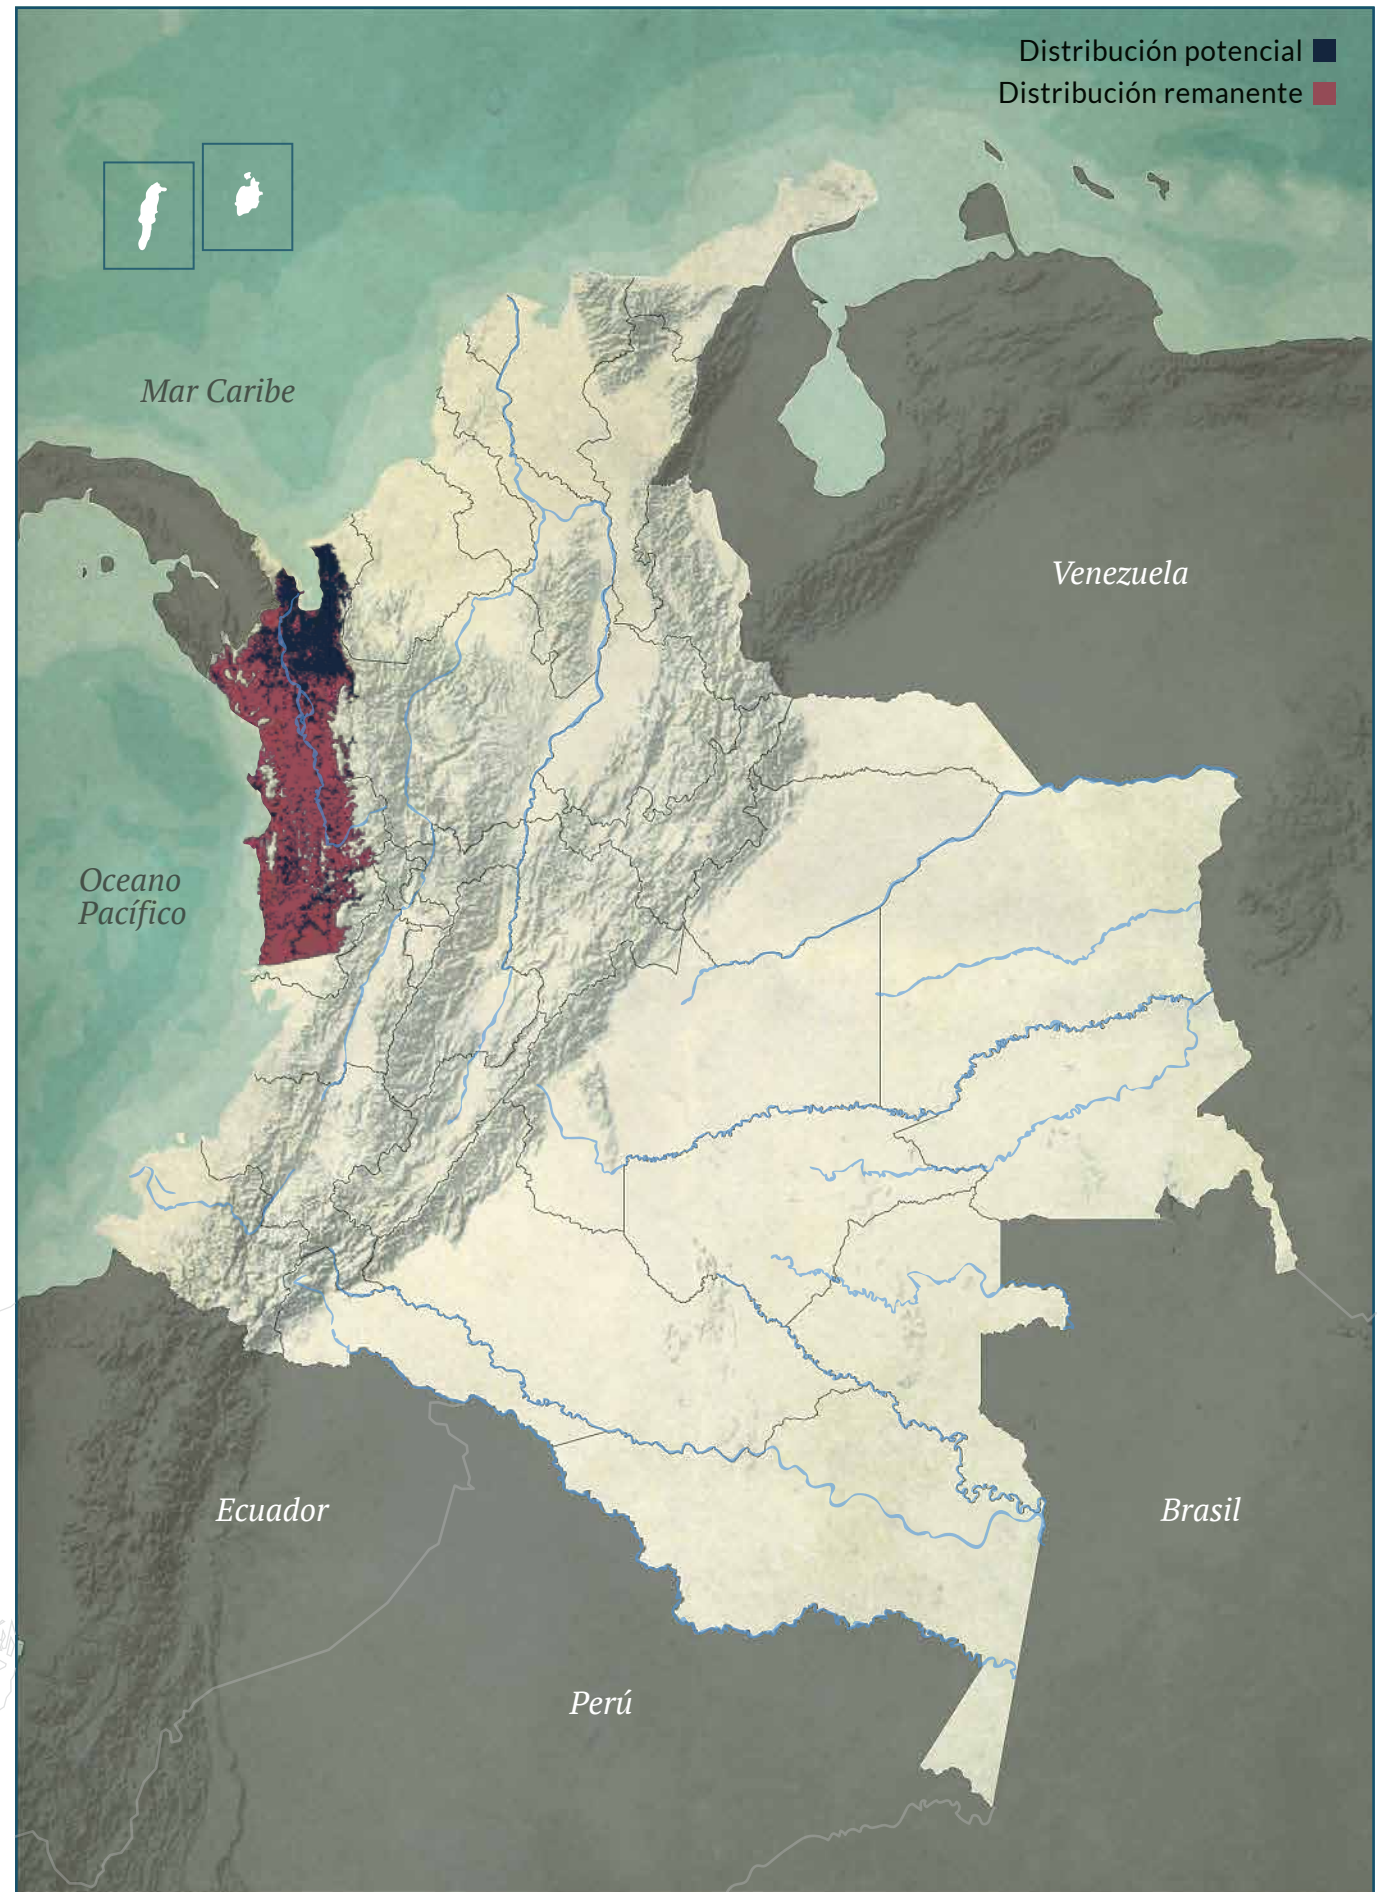 Distribución potencial
Distribución remanente
Mar Caribe
Venezuela
Oceano
Pacífico
Ecuador
Brasil
Perú